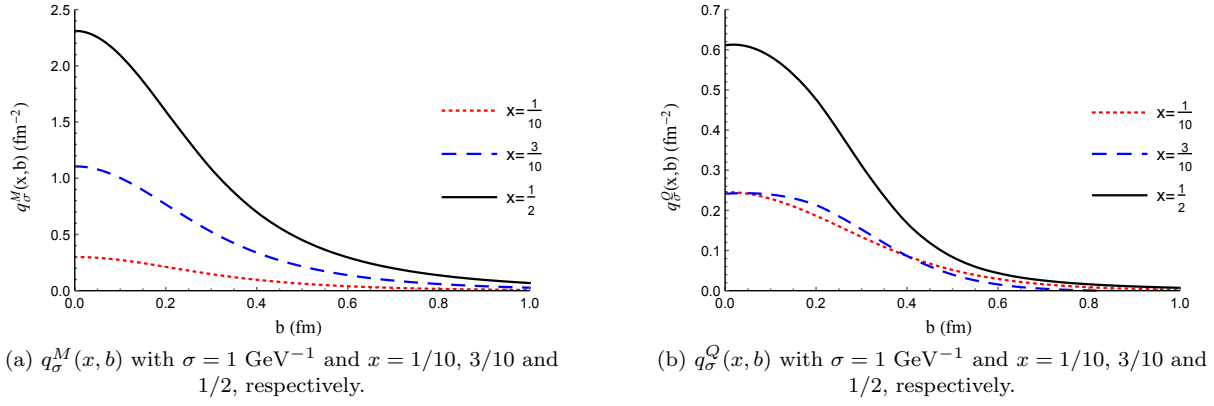 2.5
2.0
1.5
1.0
0.5
0.0
0.0 0.2 0.4 0.6 0.8 1.0
q_σ^M(x,b) (fm⁻²)
b (fm)
x=1/10
x=3/10
x=1/2
(a) q_σ^M(x, b) with σ = 1 GeV⁻¹ and x = 1/10, 3/10 and
1/2, respectively.
0.7
0.6
0.5
0.4
0.3
0.2
0.1
0.0
0.0 0.2 0.4 0.6 0.8 1.0
q_σ^Q(x,b) (fm⁻²)
b (fm)
x=1/10
x=3/10
x=1/2
(b) q_σ^Q(x, b) with σ = 1 GeV⁻¹ and x = 1/10, 3/10 and
1/2, respectively.